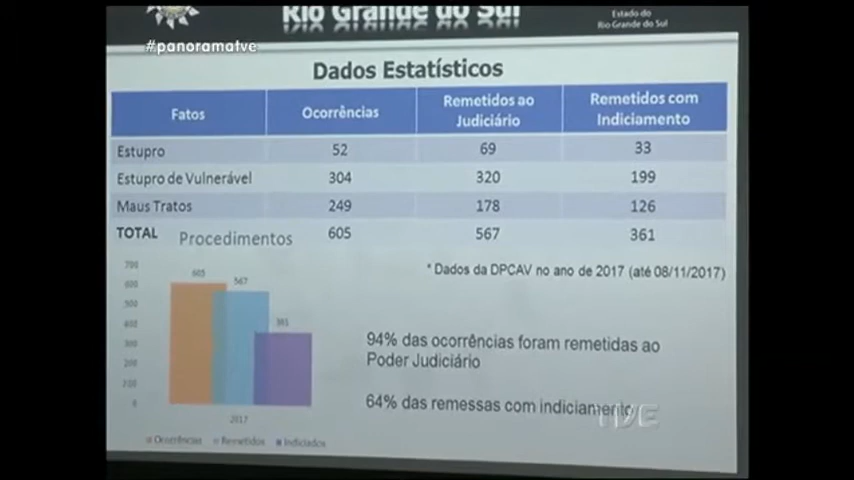 Rio Grande do Sul
Estado do
Rio Grande do Sul
#panoramatve
Dados Estatísticos
Fatos Ocorrências Remetidos ao Judiciário Remetidos com Indiciamento
Estupro 52 69 33
Estupro de Vulnerável 304 320 199
Maus Tratos 249 178 126
TOTAL 605 567 361
Procedimentos
* Dados da DPCAV no ano de 2017 (até 08/11/2017)
700
600
500
400
300
200
100
0
605
567
361
2017
Ocorrências Remetidos Indiciados
94% das ocorrências foram remetidas ao
Poder Judiciário
64% das remessas com indiciamento
TVE